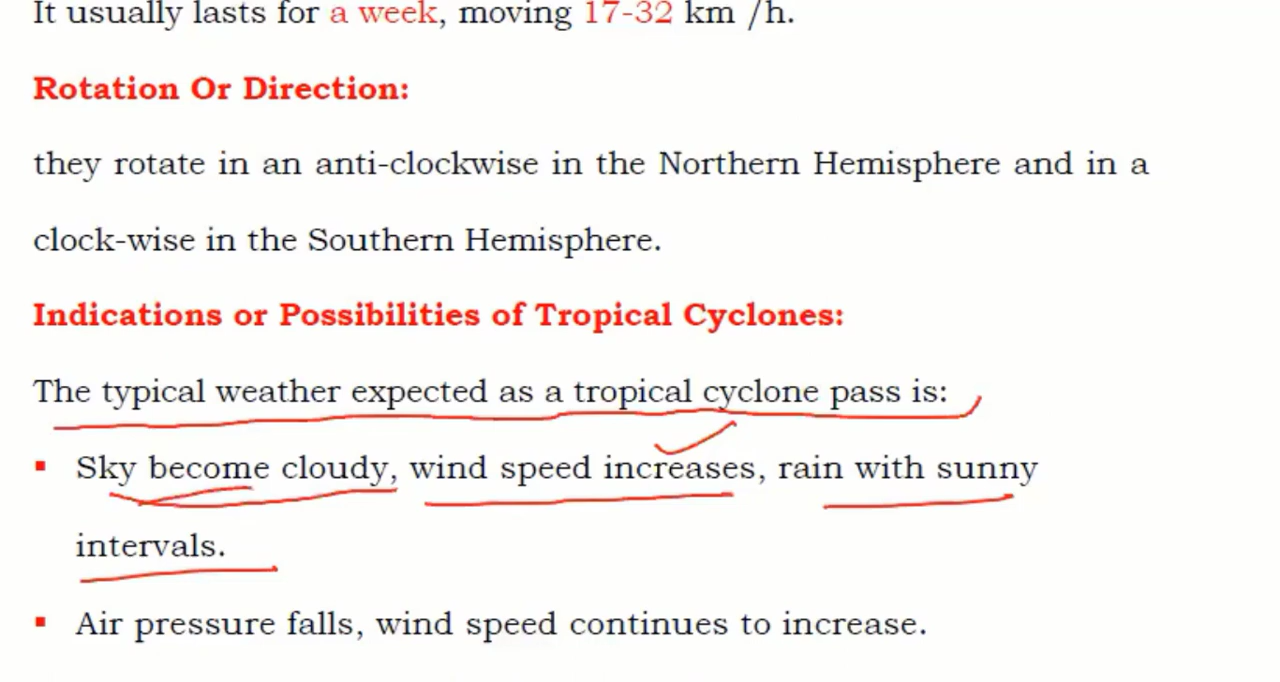 It usually lasts for a week, moving 17-32 km /h.
Rotation Or Direction:
they rotate in an anti-clockwise in the Northern Hemisphere and in a
clock-wise in the Southern Hemisphere.
Indications or Possibilities of Tropical Cyclones:
The typical weather expected as a tropical cyclone pass is:
▪ Sky become cloudy, wind speed increases, rain with sunny
intervals.
▪ Air pressure falls, wind speed continues to increase.